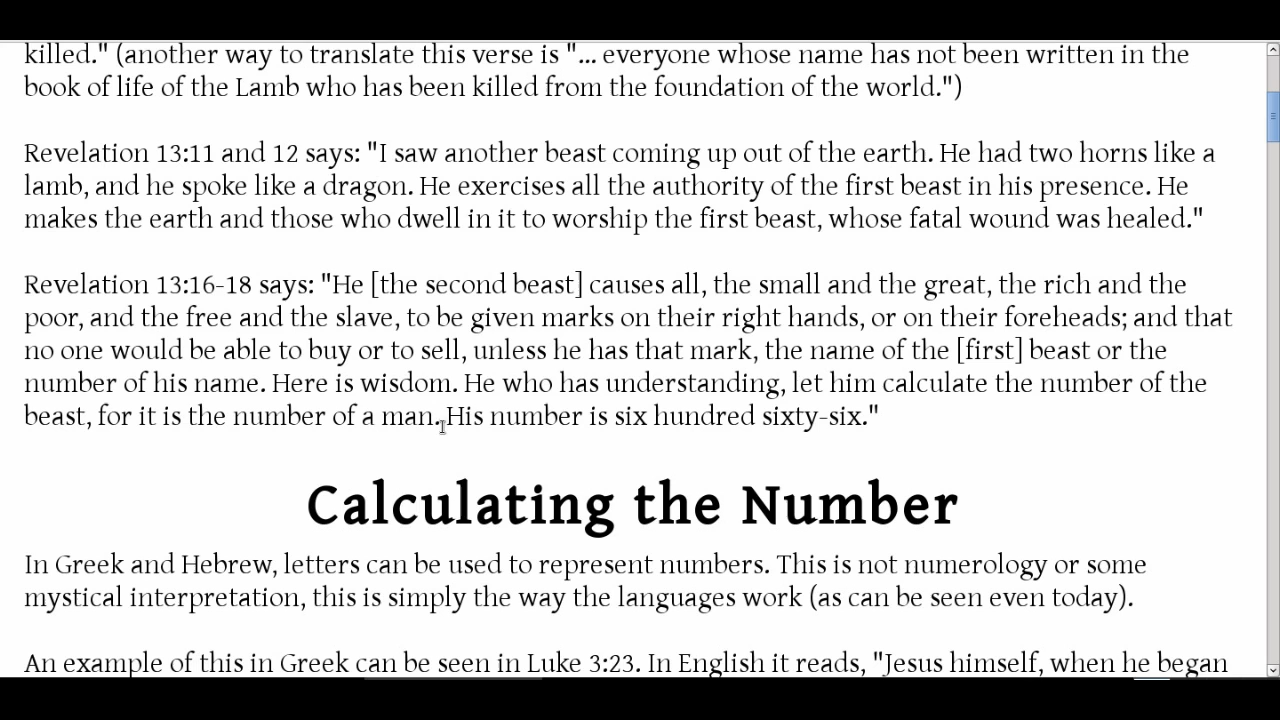 killed." (another way to translate this verse is "... everyone whose name has not been written in the
book of life of the Lamb who has been killed from the foundation of the world.")
Revelation 13:11 and 12 says: "I saw another beast coming up out of the earth. He had two horns like a
lamb, and he spoke like a dragon. He exercises all the authority of the first beast in his presence. He
makes the earth and those who dwell in it to worship the first beast, whose fatal wound was healed."
Revelation 13:16-18 says: "He [the second beast] causes all, the small and the great, the rich and the
poor, and the free and the slave, to be given marks on their right hands, or on their foreheads; and that
no one would be able to buy or to sell, unless he has that mark, the name of the [first] beast or the
number of his name. Here is wisdom. He who has understanding, let him calculate the number of the
beast, for it is the number of a man. His number is six hundred sixty-six."
Calculating the Number
In Greek and Hebrew, letters can be used to represent numbers. This is not numerology or some
mystical interpretation, this is simply the way the languages work (as can be seen even today).
An example of this in Greek can be seen in Luke 3:23. In English it reads, "Jesus himself, when he began